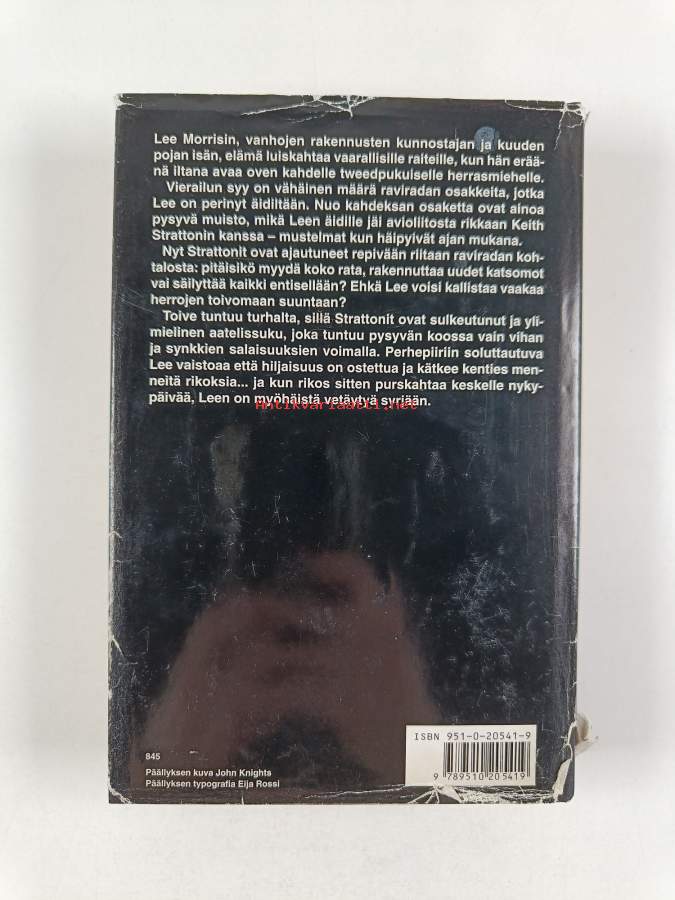 Lee Morrisin, vanhojen rakennusten kunnostajan ja kuuden
pojan isän, elämä luiskahtaa vaarallisille raiteille, kun hän erää-
nä iltana avaa oven kahdelle tweedpukuiselle herrasmiehelle.
Vierailun syy on vähäinen määrä raviradan osakkeita, jotka
Lee on perinyt äidiltään. Nuo kahdeksan osaketta ovat ainoa
pysyvä muisto, mikä Leen äidille jäi avioliitosta rikkaan Keith
Strattonin kanssa – mustelmat kun häipyivät ajan mukana.
Nyt Strattonit ovat ajautuneet repivään riitaan raviradan koh-
talosta: pitäisikö myydä koko rata, rakennuttaa uudet katsomot
vai säilyttää kaikki entisellään? Ehkä Lee voisi kallistaa vaakaa
herrojen toivomaan suuntaan?
Toive tuntuu turhalta, sillä Strattonit ovat sulkeutunut ja yli-
mielinen aatelissuku, joka tuntuu pysyvän koossa vain vihan
ja synkkien salaisuuksien voimalla. Perhepiiriin soluttautuva
Lee vaistoaa että hiljaisuus on ostettua ja kätkee kenties men-
neitä rikoksia... ja kun rikos sitten purskahtaa keskelle nyky-
päivää, Leen on myöhäistä vetäytyä syrjään.
Antikvariaatti.net
ISBN 951-0-20541-9
9 789510 205419
845
Päällyksen kuva John Knights
Päällyksen typografia Eija Rossi